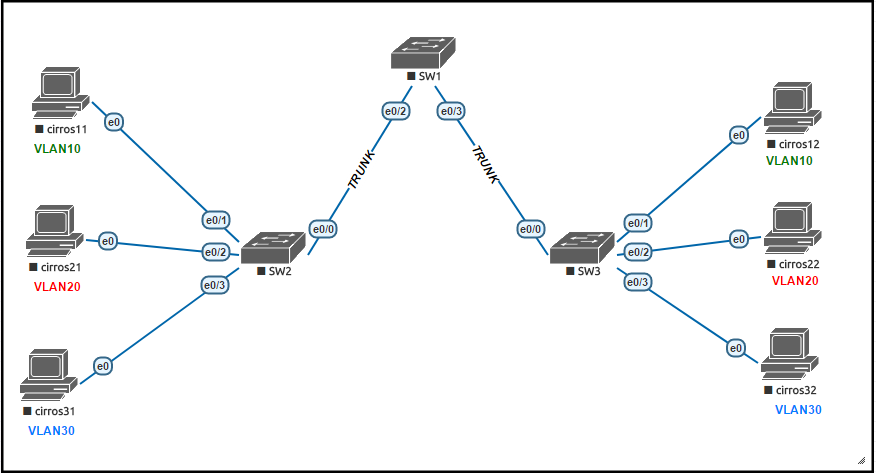 SW1
e0/2
e0/3
TRUNK
TRUNK
cirros11
VLAN10
e0
cirros21
VLAN20
e0
cirros31
VLAN30
e0
e0/1
e0/2
e0/3
SW2
e0/0
e0/0
SW3
e0/1
e0/2
e0/3
e0
cirros12
VLAN10
e0
cirros22
VLAN20
e0
cirros32
VLAN30